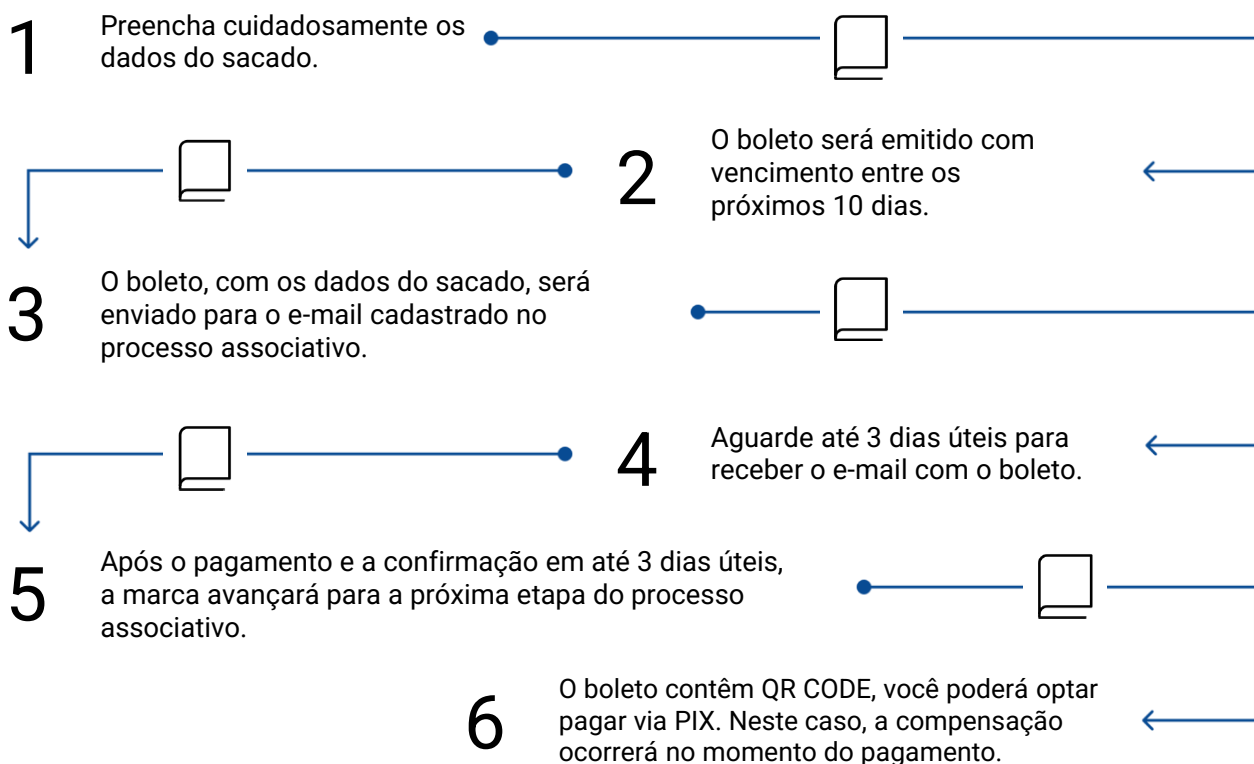 1
Preencha cuidadosamente os
dados do sacado.
2
O boleto será emitido com
vencimento entre os
próximos 10 dias.
3
O boleto, com os dados do sacado, será
enviado para o e-mail cadastrado no
processo associativo.
4
Aguarde até 3 dias úteis para
receber o e-mail com o boleto.
5
Após o pagamento e a confirmação em até 3 dias úteis,
a marca avançará para a próxima etapa do processo
associativo.
6
O boleto contêm QR CODE, você poderá optar
pagar via PIX. Neste caso, a compensação
ocorrerá no momento do pagamento.